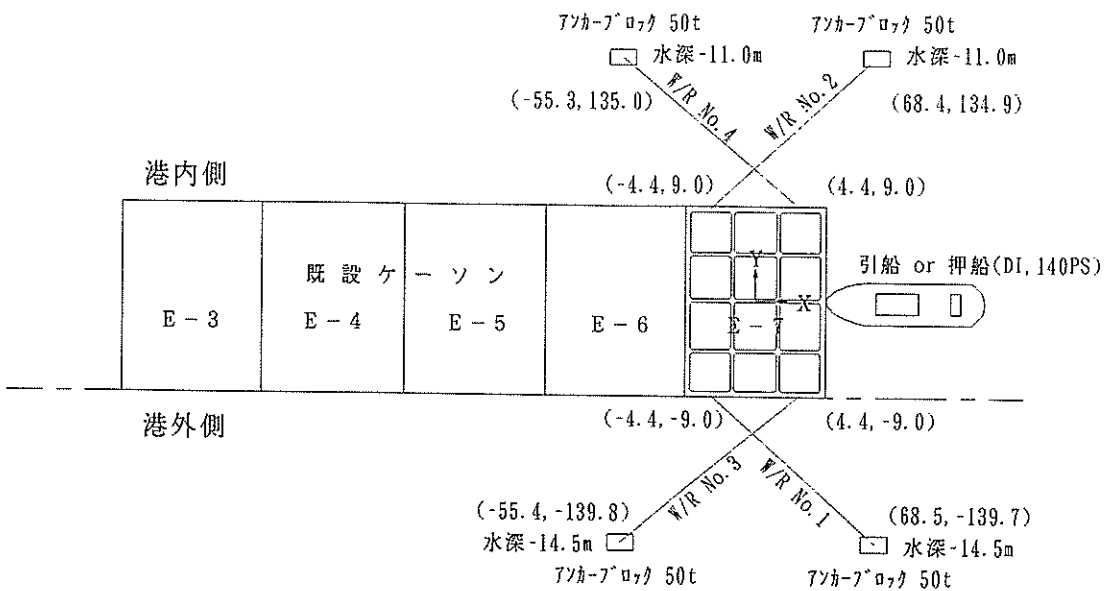 アンカーブロック 50t
アンカーブロック 50t
水深-11.0m
水深-11.0m
(-55.3,135.0)
W/R No.4
W/R No.2
(68.4,134.9)
港内側
(-4.4,9.0)
(4.4,9.0)
既設ケーソン
Y
引船 or 押船(DI,140PS)
X
E-3
E-4
E-5
E-6
E-7
港外側
(-4.4,-9.0)
(4.4,-9.0)
W/R No.3
W/R No.1
(-55.4,-139.8)
(68.5,-139.7)
水深-14.5m
水深-14.5m
アンカーブロック 50t
アンカーブロック 50t